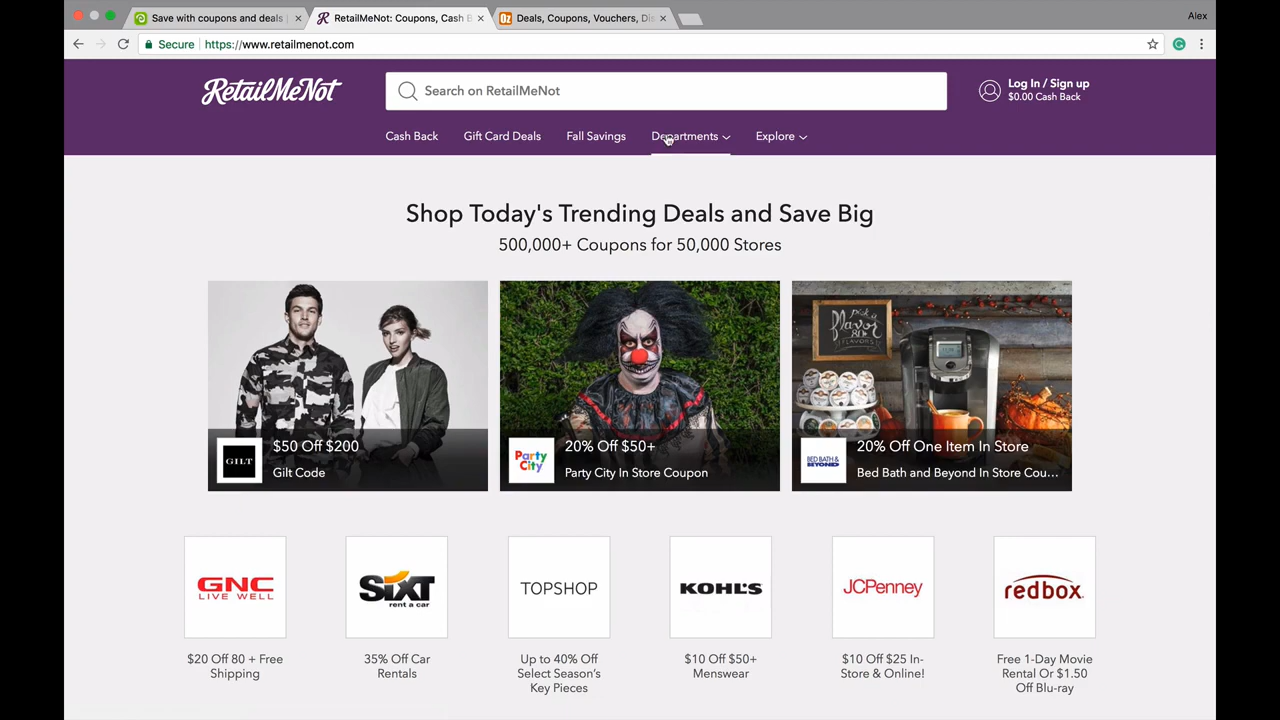 Save with coupons and deals
RetailMeNot: Coupons, Cash B
Deals, Coupons, Vouchers, Dis
Alex
Secure
https://www.retailmenot.com
RetailMeNot
Search on RetailMeNot
Log In / Sign up
$0.00 Cash Back
Cash Back
Gift Card Deals
Fall Savings
Departments
Explore
Shop Today's Trending Deals and Save Big
500,000+ Coupons for 50,000 Stores
pick a
flavor
GILT
$50 Off $200
Gilt Code
Party
City
20% Off $50+
Party City In Store Coupon
BED BATH &
BEYOND
20% Off One Item In Store
Bed Bath and Beyond In Store Cou...
GNC
LIVE WELL
$20 Off 80 + Free
Shipping
SiXT
rent a car
35% Off Car
Rentals
TOPSHOP
Up to 40% Off
Select Season's
Key Pieces
KOHL'S
$10 Off $50+
Menswear
JCPenney
$10 Off $25 In-
Store & Online!
redbox.
Free 1-Day Movie
Rental Or $1.50
Off Blu-ray